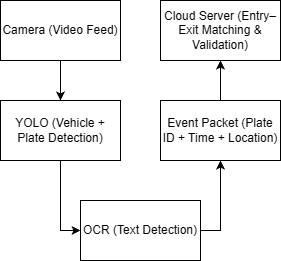 Camera (Video Feed)
YOLO (Vehicle +
Plate Detection)
OCR (Text Detection)
Event Packet (Plate
ID + Time + Location)
Cloud Server (Entry–
Exit Matching &
Validation)